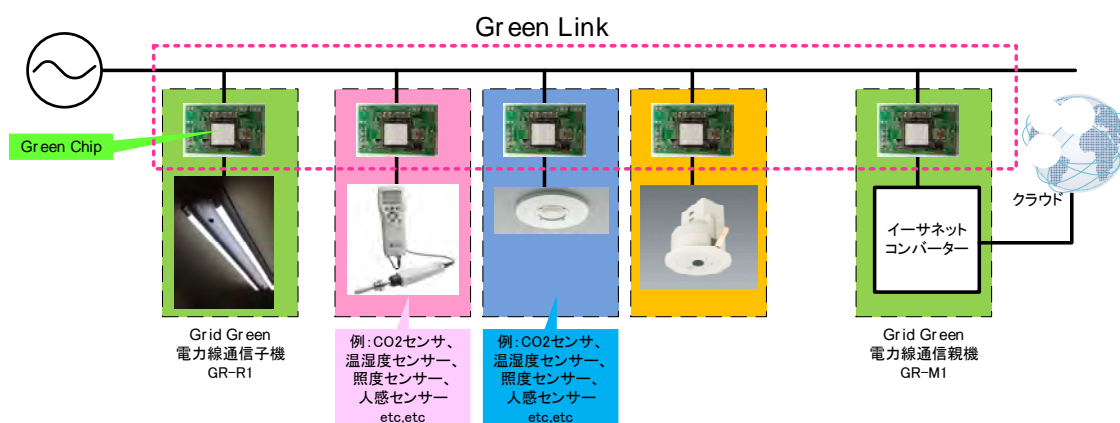 Green Link
Green Chip
クラウド
イーサネット
コンバーター
Grid Green
電力線通信子機
GR-R1
例:CO2センサ、
温湿度センサー、
照度センサー、
人感センサー
etc,etc
例:CO2センサ、
温湿度センサー、
照度センサー、
人感センサー
etc,etc
Grid Green
電力線通信親機
GR-M1